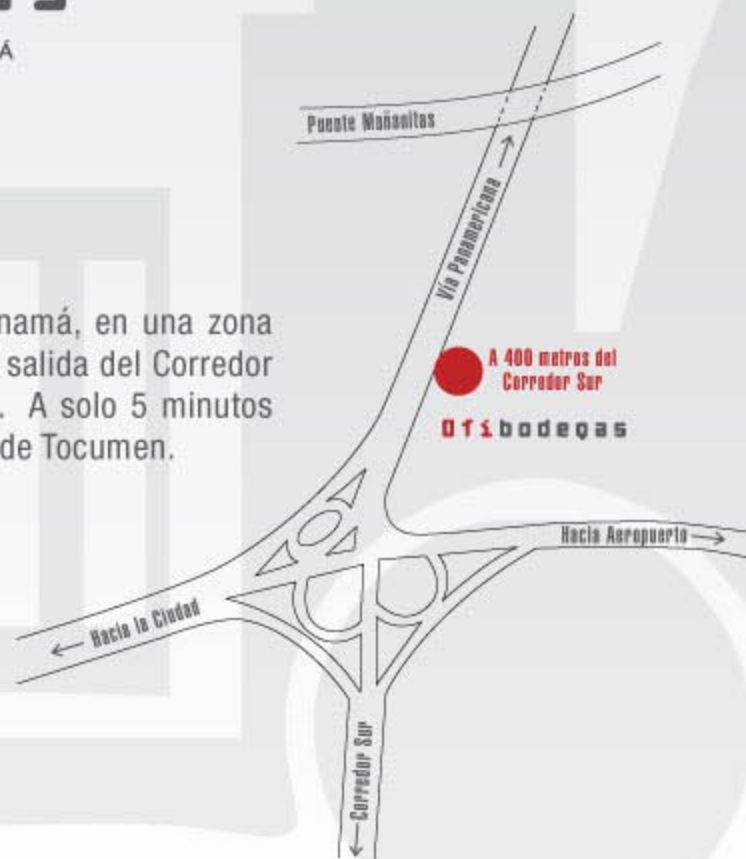 Á
Puente Mañanitas
Vía Panamericana
namá, en una zona
salida del Corredor
. A solo 5 minutos
de Tocumen.
A 400 metros del
Corredor Sur
Ofibodegas
Hacia Aeropuerto
Hacia la Ciudad
Corredor Sur